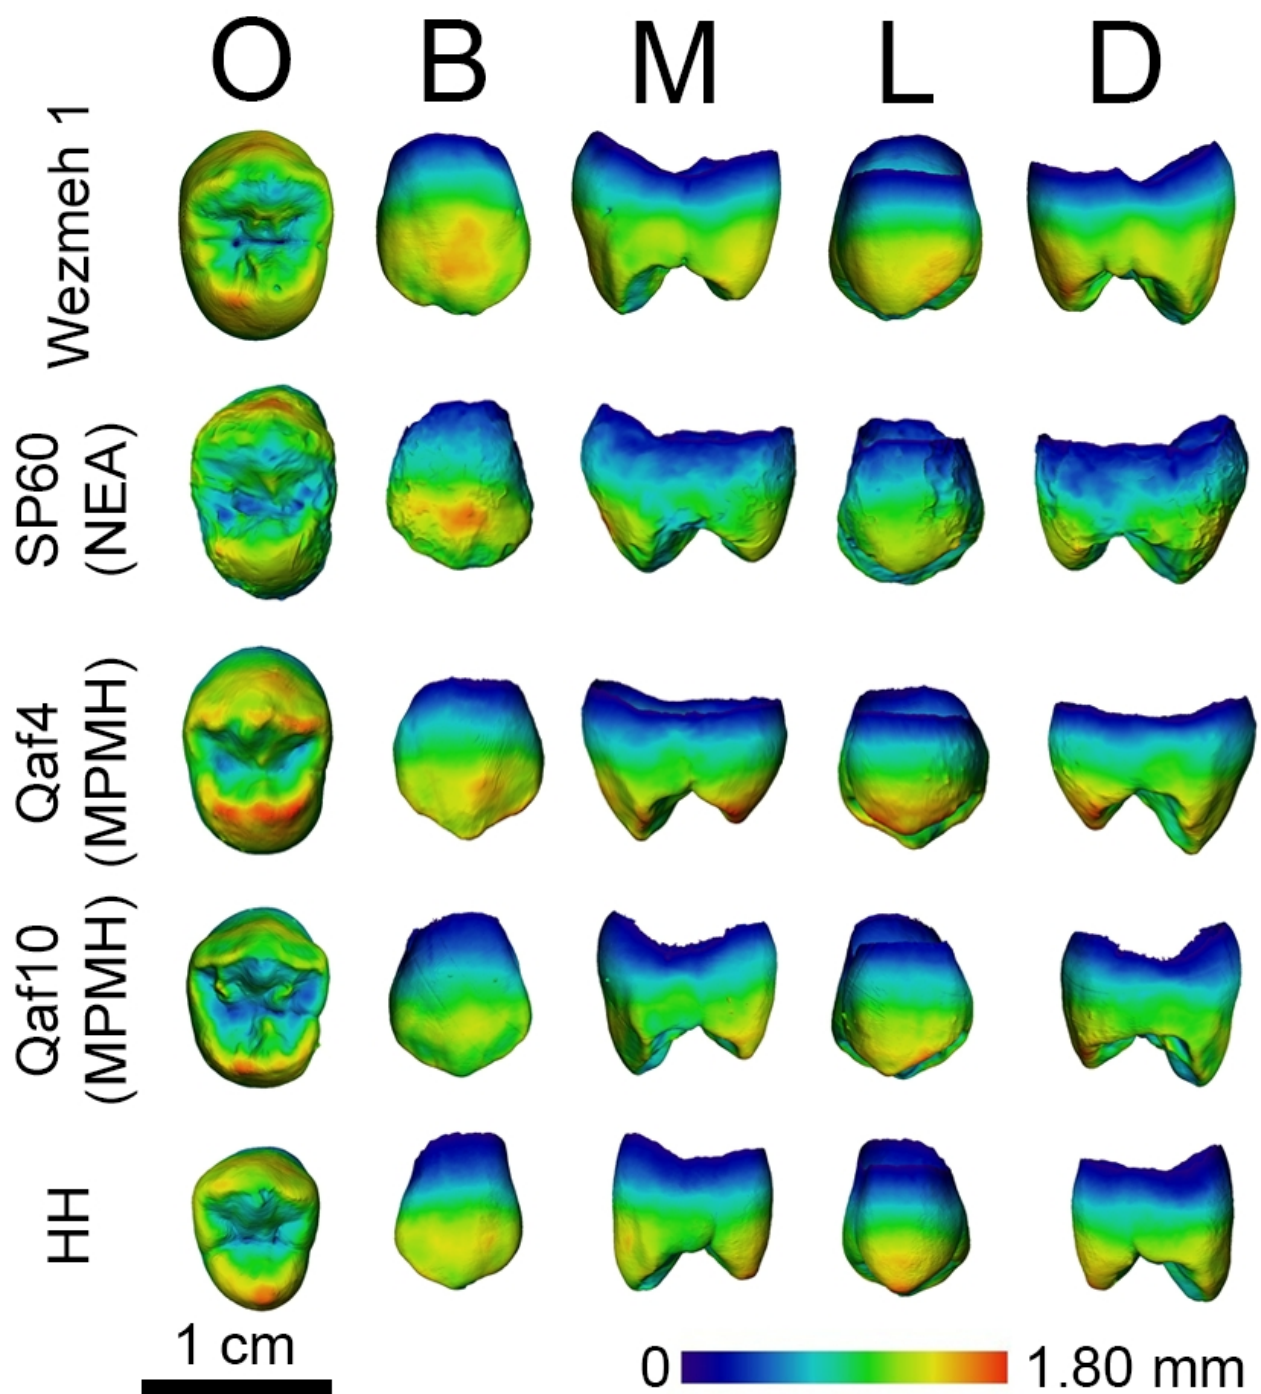 O B M L D
Wezmeh 1
SP60
(NEA)
Qaf4
(MPMH)
Qaf10
(MPMH)
HH
1 cm
0 1.80 mm